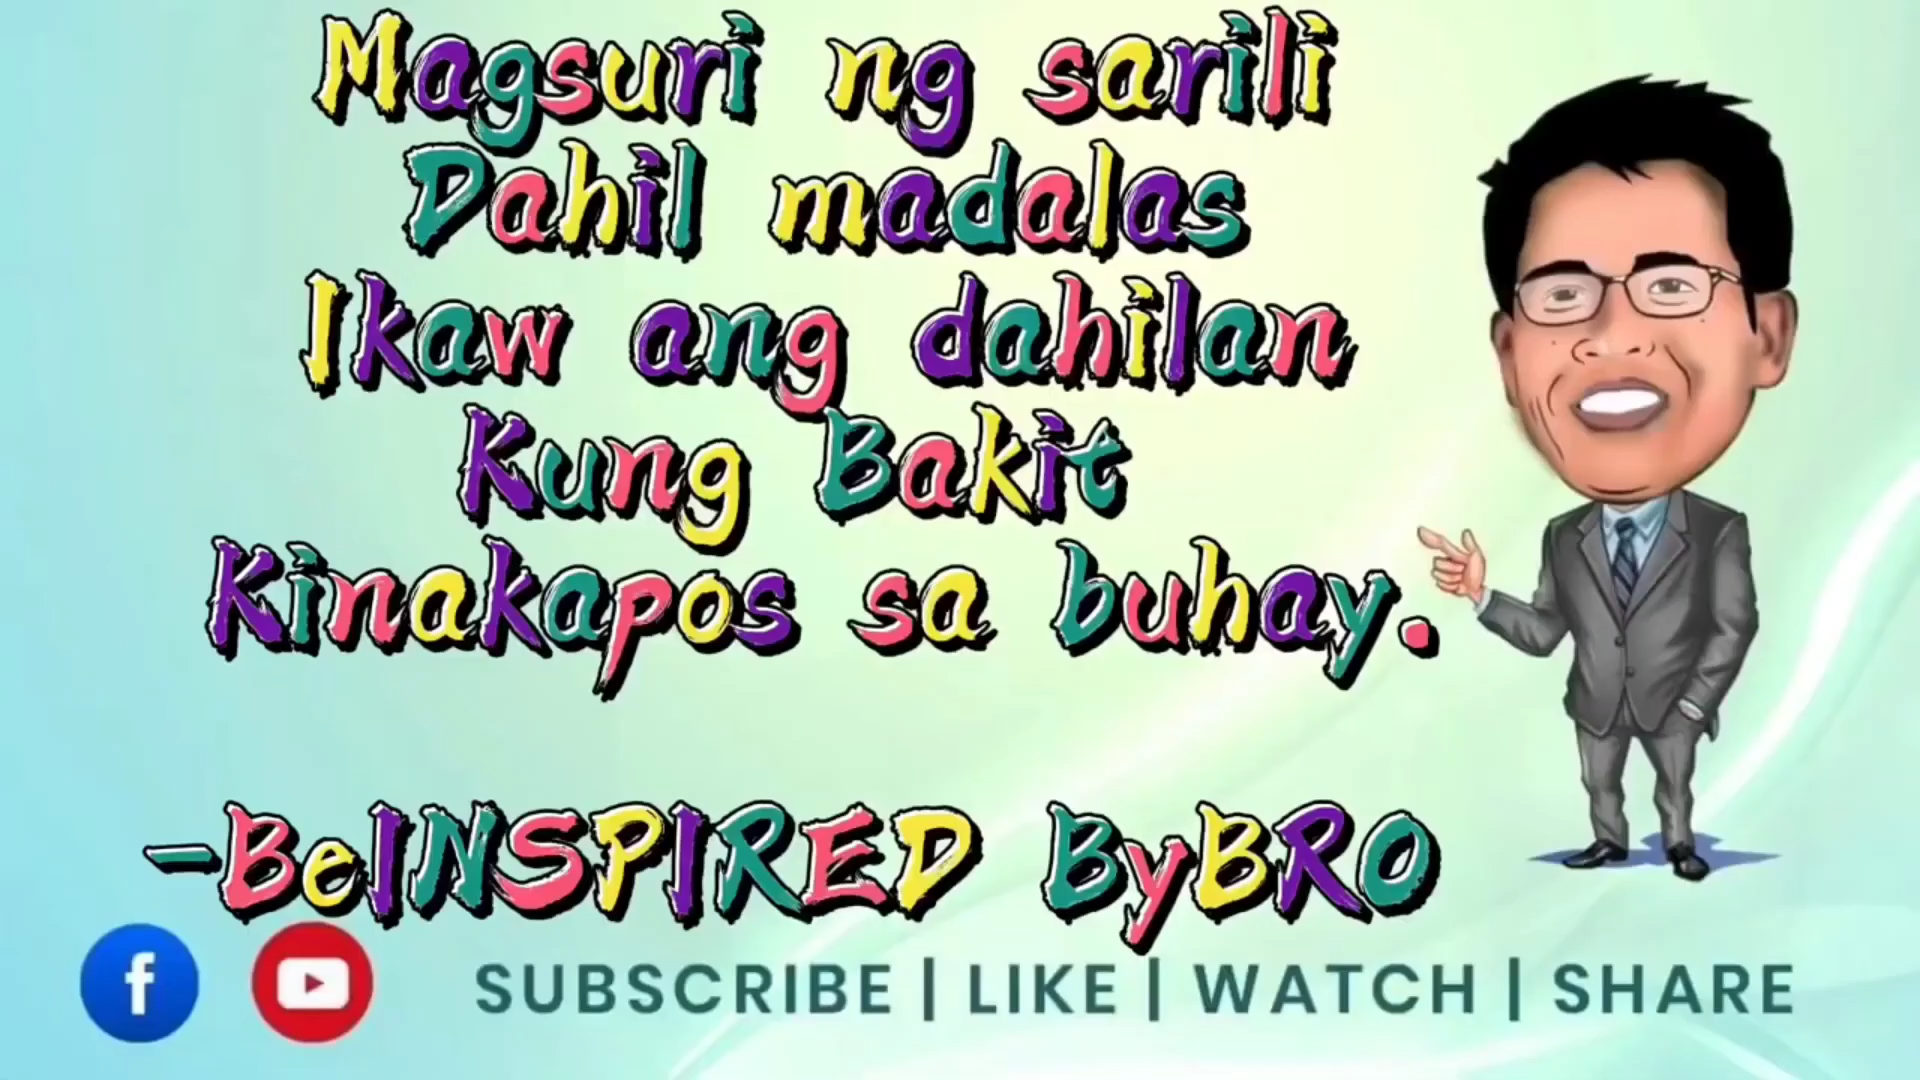 Magsuri ng sarili
Dahil madalas
Ikaw ang dahilan
Kung Bakit
Kinakapos sa buhay.
-BeINSPIRED ByBRO
f
SUBSCRIBE | LIKE | WATCH | SHARE